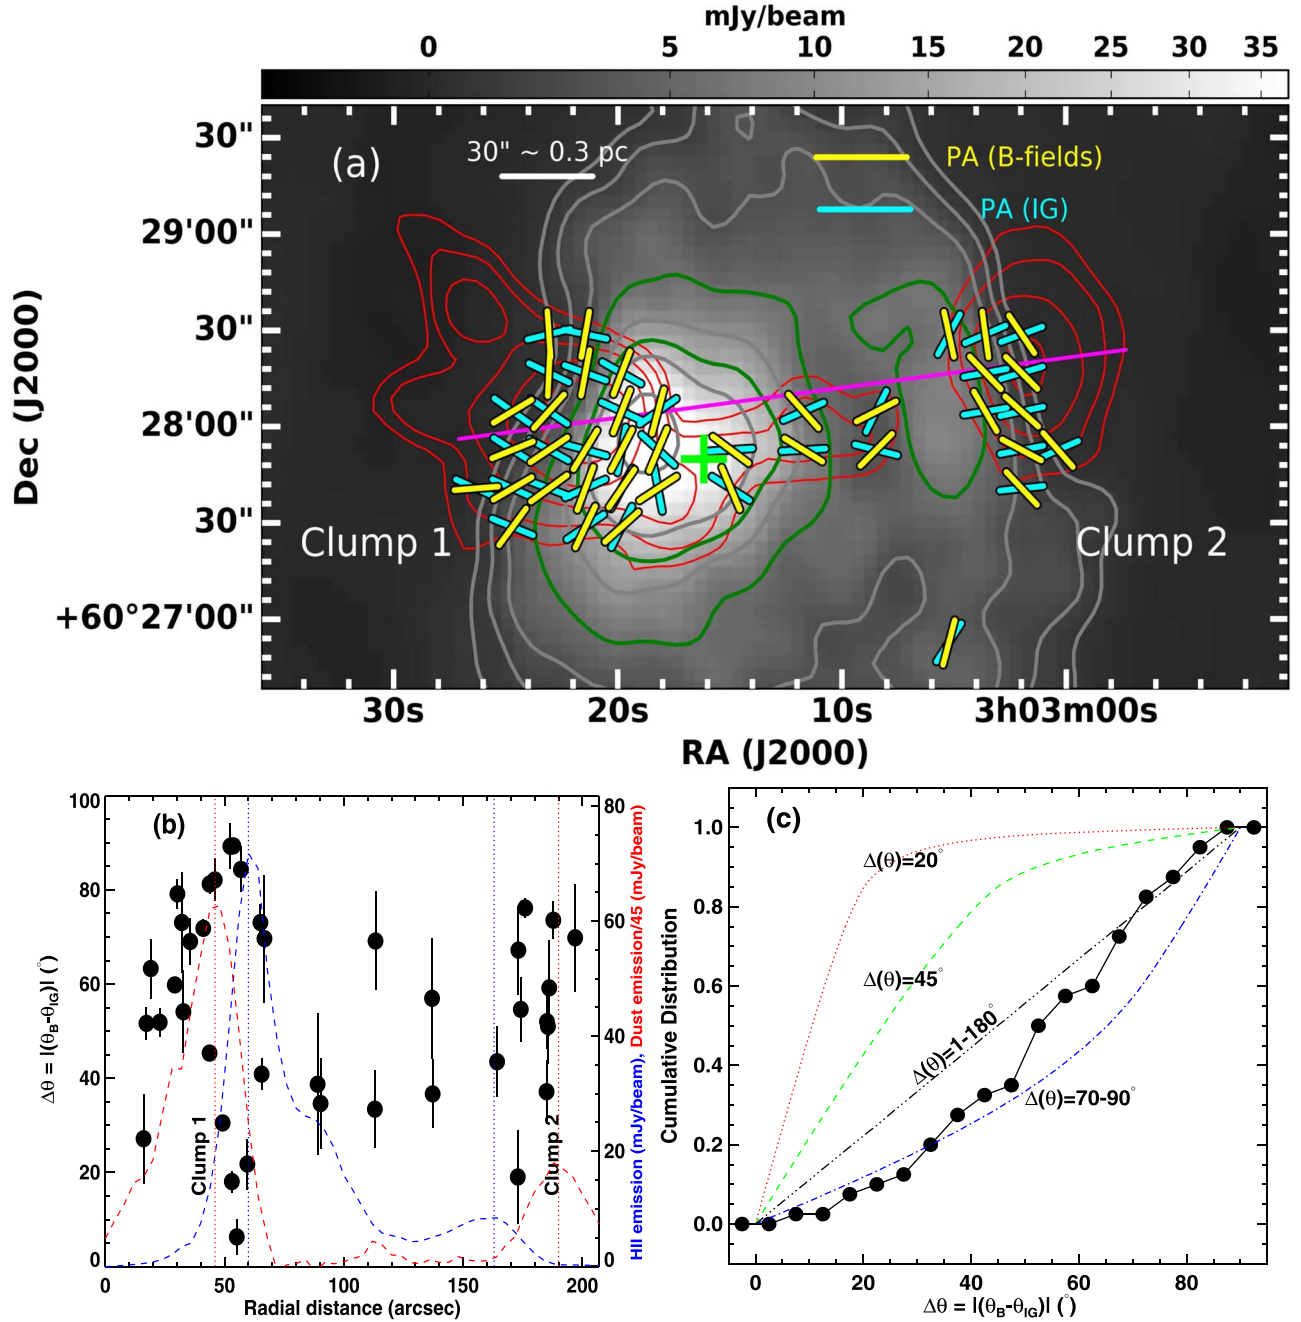 mJy/beam
0 5 10 15 20 25 30 35
(a)
30" ~ 0.3 pc
PA (B-fields)
PA (IG)
Clump 1
Clump 2
30"
29'00"
30"
28'00"
30"
+60°27'00"
Dec (J2000)
30s 20s 10s 3h03m00s
RA (J2000)
(b)
100
80
60
40
20
0
Δθ = |(θB-θIG)| (°)
Clump 1
Clump 2
80
60
40
20
0
HII emission (mJy/beam), Dust emission/45 (mJy/beam)
0 50 100 150 200
Radial distance (arcsec)
(c)
1.0
0.8
0.6
0.4
0.2
0.0
Cumulative Distribution
Δ(θ)=20°
Δ(θ)=45°
Δ(θ)=1-180°
Δ(θ)=70-90°
0 20 40 60 80
Δθ = |(θB-θIG)| (°)